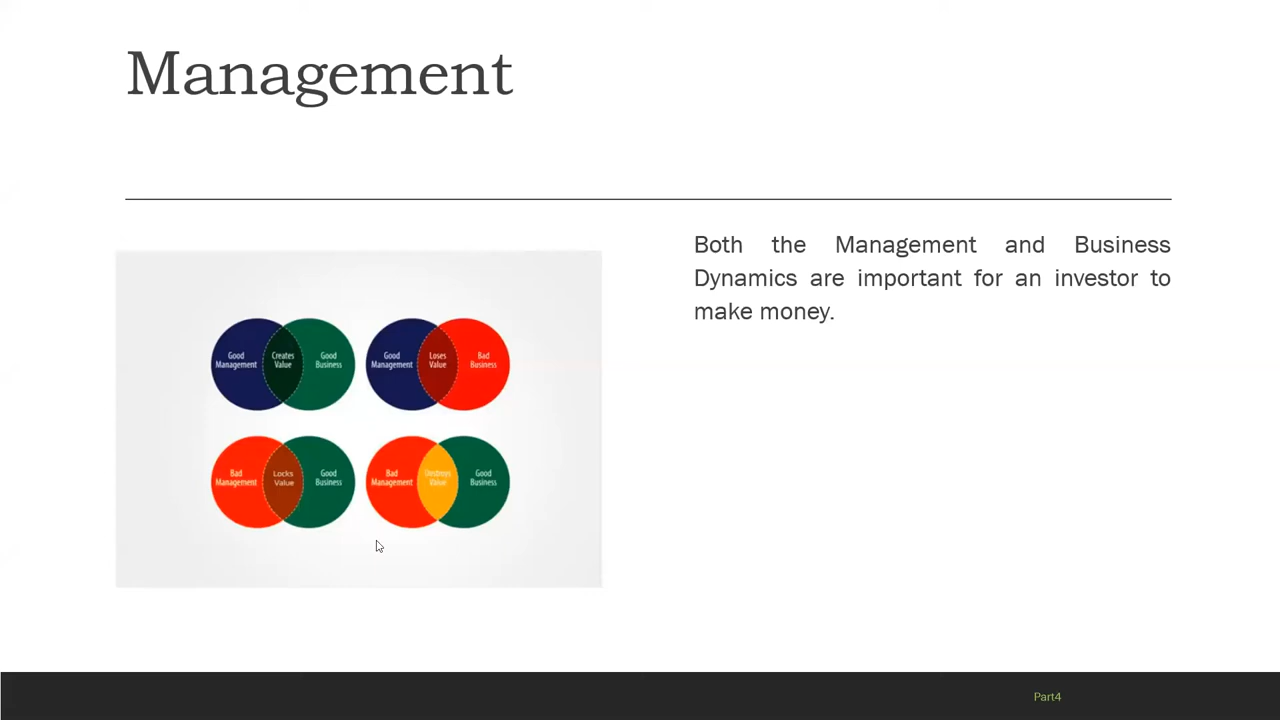 Management
Both the Management and Business
Dynamics are important for an investor to
make money.
Good Management Creates Value Good Business
Good Management Loses Value Bad Business
Bad Management Locks Value Good Business
Bad Management Destroys Value Good Business
Part4